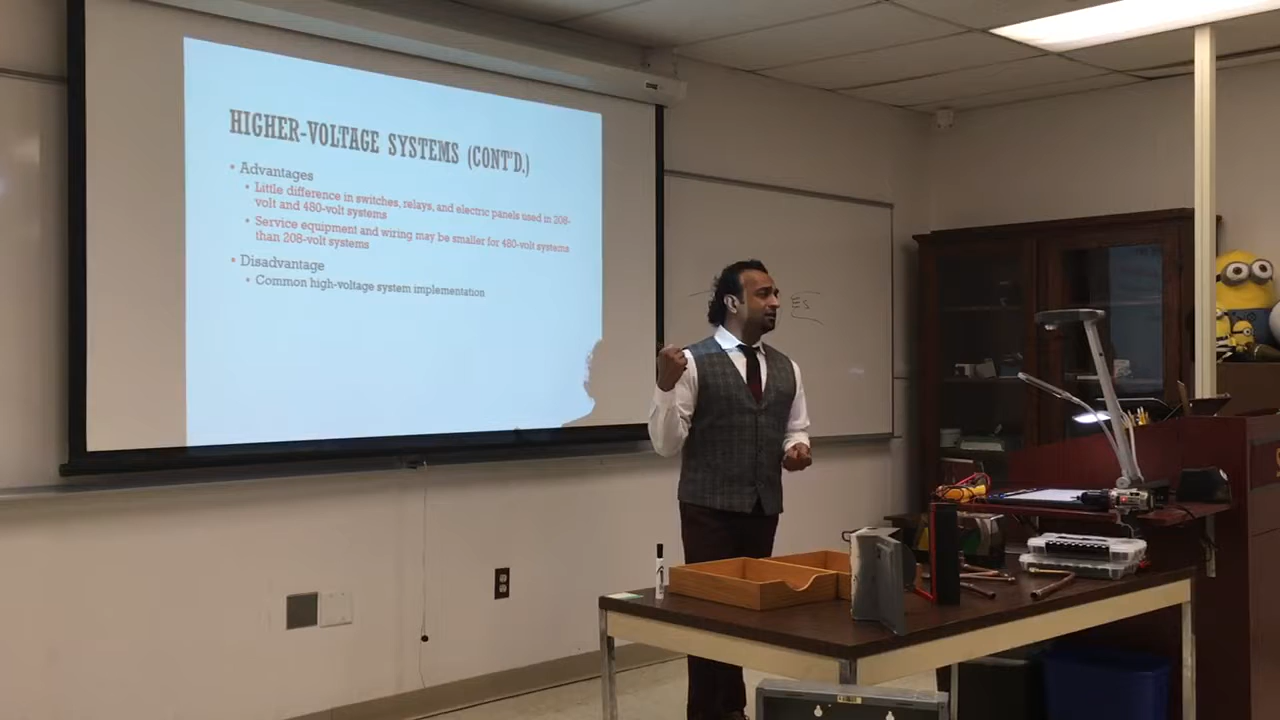 HIGHER-VOLTAGE SYSTEMS (CONT'D.)
• Advantages
• Little difference in switches, relays, and electric panels used in 208-
volt and 480-volt systems
• Service equipment and wiring may be smaller for 480-volt systems
than 208-volt systems
• Disadvantage
• Common high-voltage system implementation
Es